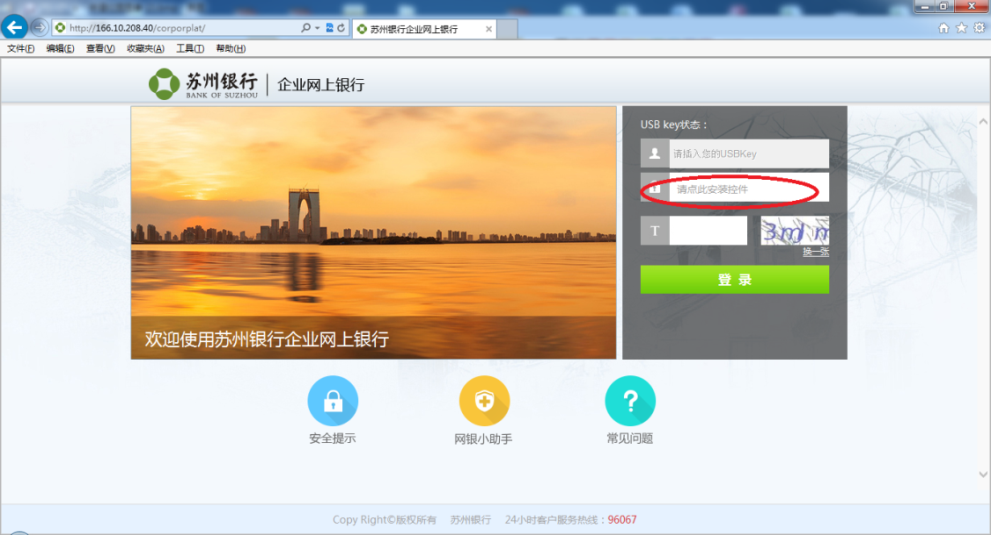 http://166.10.208.40/corporplat/
苏州银行企业网上银行
文件(F) 编辑(E) 查看(V) 收藏夹(A) 工具(T) 帮助(H)
苏州银行
BANK OF SUZHOU
企业网上银行
USB key状态：
请插入您的USBKey
请点此安装控件
T
换一张
登 录
欢迎使用苏州银行企业网上银行
安全提示
网银小助手
常见问题
Copy Right©版权所有 苏州银行 24小时客户服务热线：96067